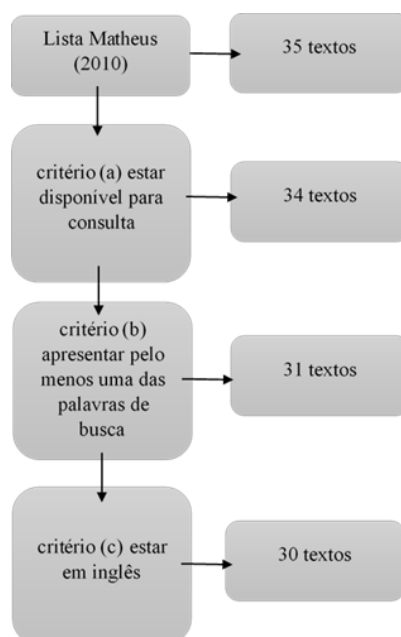 Lista Matheus
(2010)
35 textos
critério (a) estar
disponível para
consulta
34 textos
critério (b)
apresentar pelo
menos uma das
palavras de
busca
31 textos
critério (c) estar
em inglês
30 textos